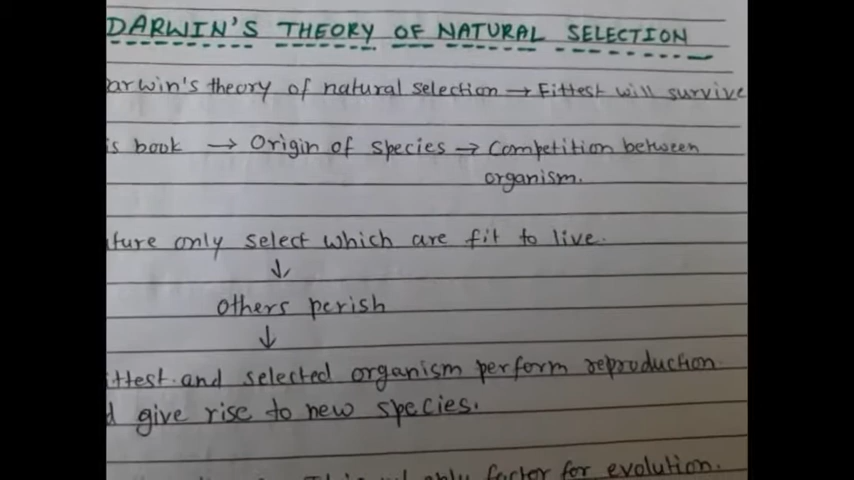 DARWIN'S THEORY OF NATURAL SELECTION
arwin's theory of natural selection → Fittest will survive
is book → Origin of species → Competition between
organism.
ature only select which are fit to live.
↓
others perish
↓
ittest and selected organism perform reproduction
d give rise to new species.
only factor for evolution.